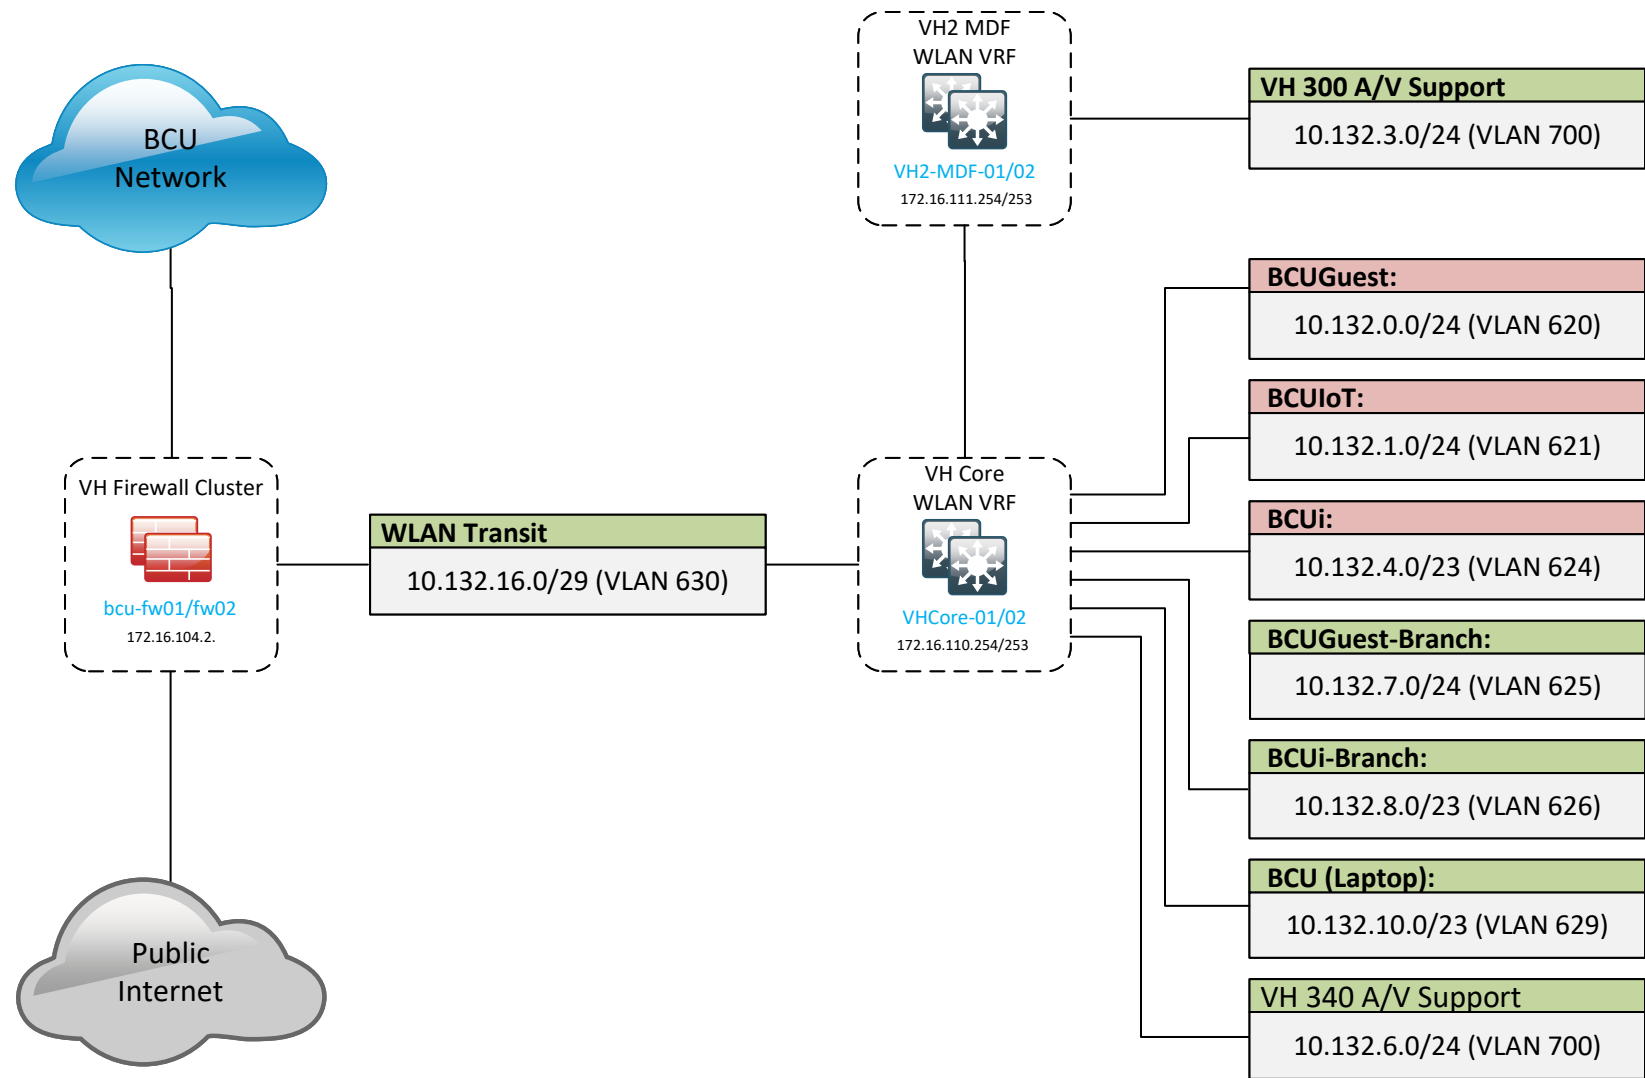 BCU
Network
VH2 MDF
WLAN VRF
VH2-MDF-01/02
172.16.111.254/253
VH 300 A/V Support
10.132.3.0/24 (VLAN 700)
BCUGuest:
10.132.0.0/24 (VLAN 620)
BCUIoT:
10.132.1.0/24 (VLAN 621)
VH Firewall Cluster
bcu-fw01/fw02
172.16.104.2.
WLAN Transit
10.132.16.0/29 (VLAN 630)
VH Core
WLAN VRF
VHCore-01/02
172.16.110.254/253
BCUi:
10.132.4.0/23 (VLAN 624)
BCUGuest-Branch:
10.132.7.0/24 (VLAN 625)
BCUi-Branch:
10.132.8.0/23 (VLAN 626)
BCU (Laptop):
10.132.10.0/23 (VLAN 629)
VH 340 A/V Support
10.132.6.0/24 (VLAN 700)
Public
Internet